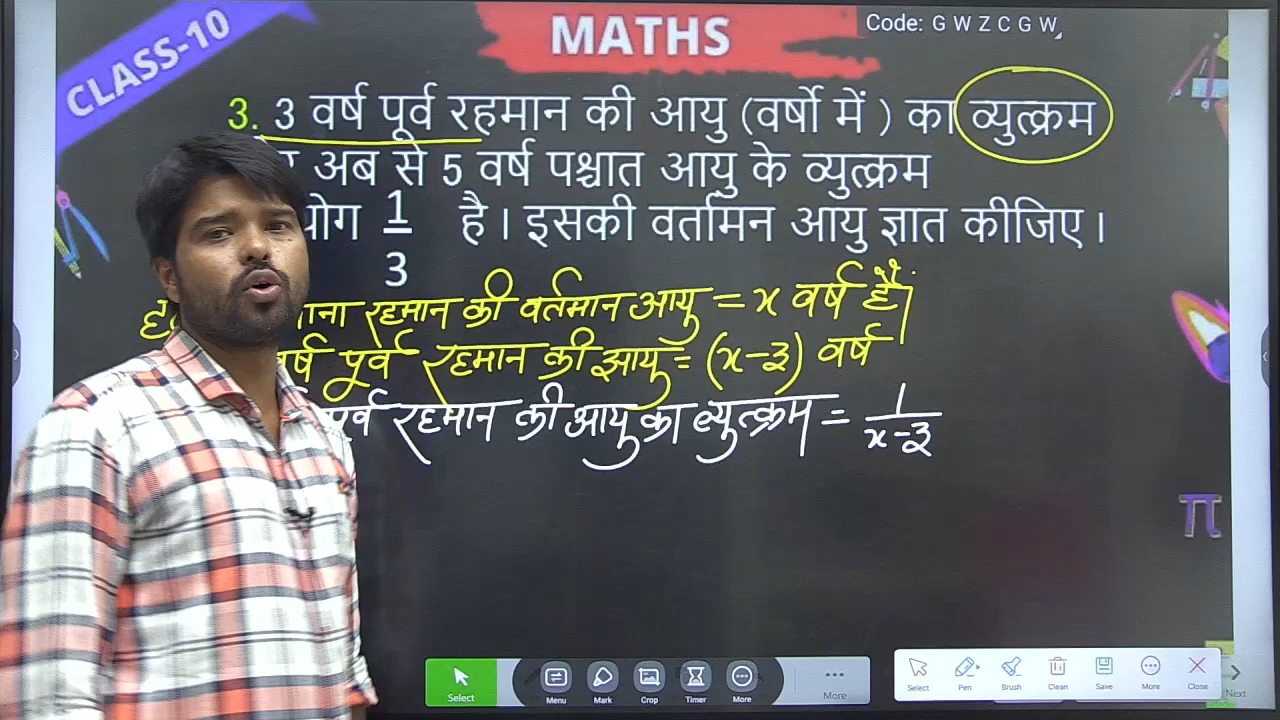 CLASS-10
MATHS
Code: G W Z C G W
3. 3 वर्ष पूर्व रहमान की आयु (वर्षो में ) का व्युत्क्रम
अब से 5 वर्ष पश्चात आयु के व्युत्क्रम
योग 1/3 है। इसकी वर्तामन आयु ज्ञात कीजिए।
रहमान की वर्तमान आयु = x वर्ष है।
वर्ष पूर्व रहमान की आयु = (x-3) वर्ष
पूर्व रहमान की आयु का व्युत्क्रम = 1/(x-3)
π
Select
Menu
Mark
Crop
Timer
More
More
Select
Pen
Brush
Clean
Save
More
Close
Next